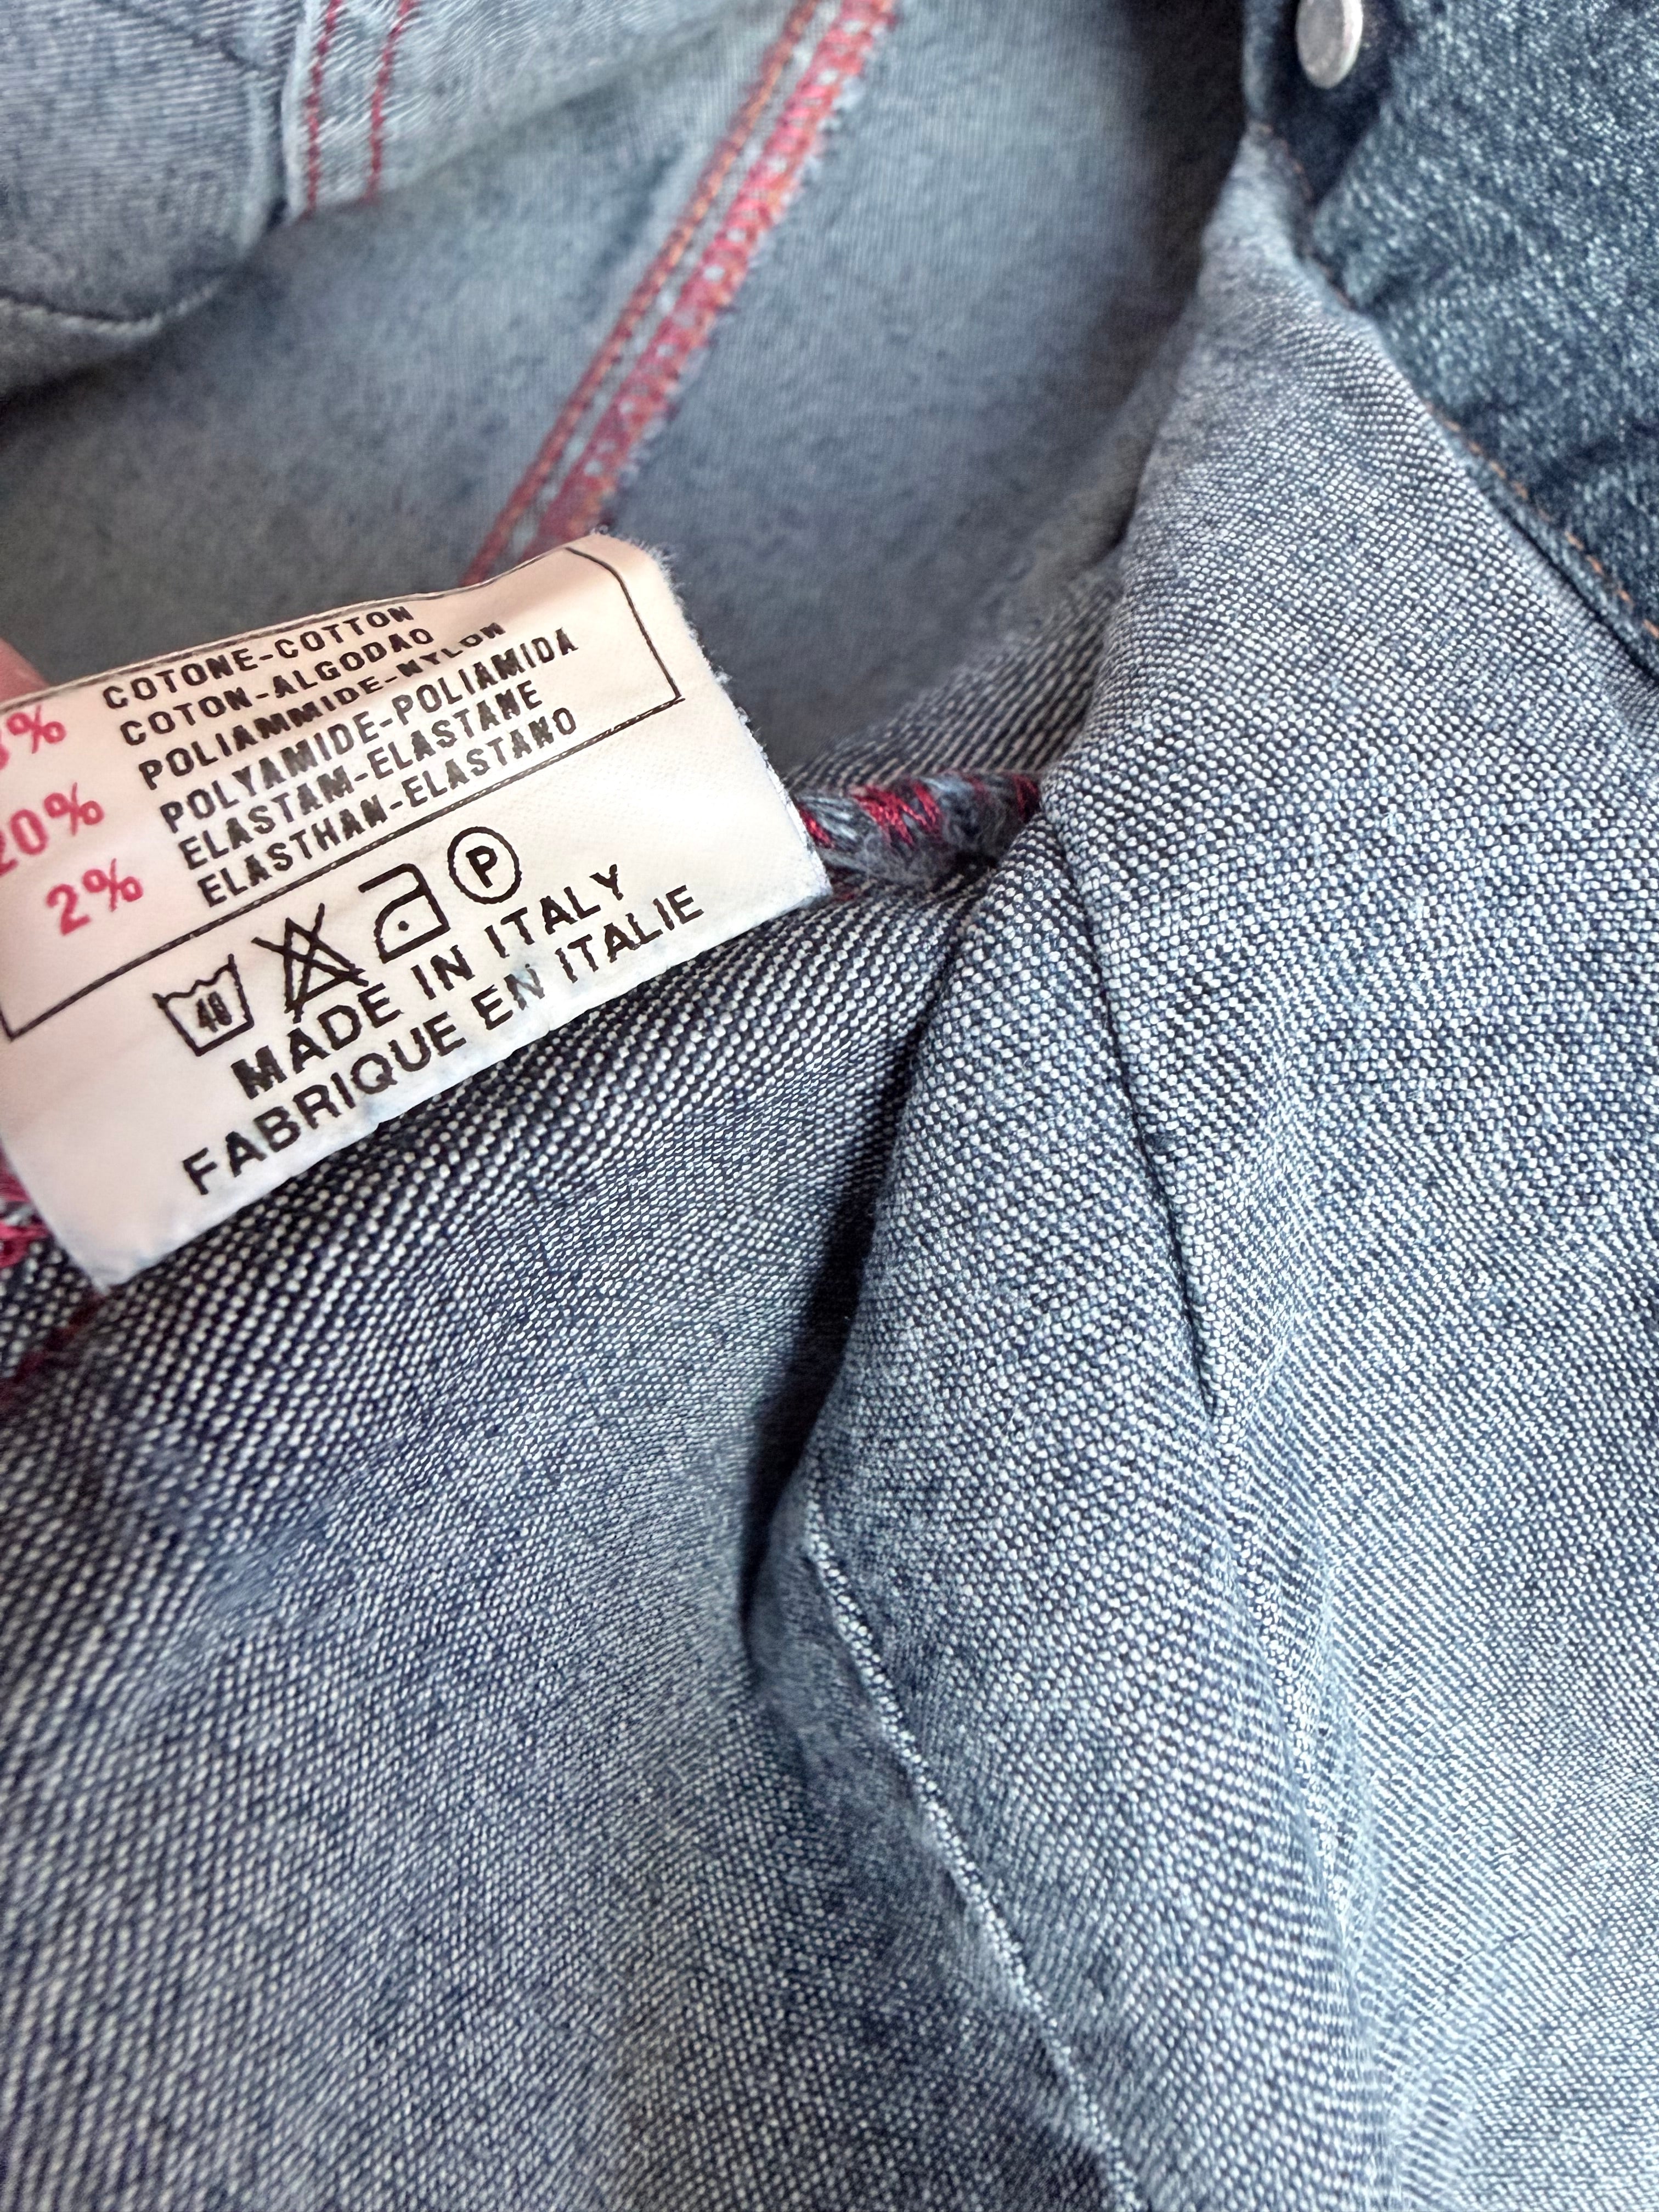 COTONE-COTTON
COTON-ALGODAO
% POLIAMMIDE-NYLON
20% POLYAMIDE-POLIAMIDA
2% ELASTAM-ELASTANE
ELASTHAN-ELASTANO
40 P
MADE IN ITALY
FABRIQUE EN ITALIE